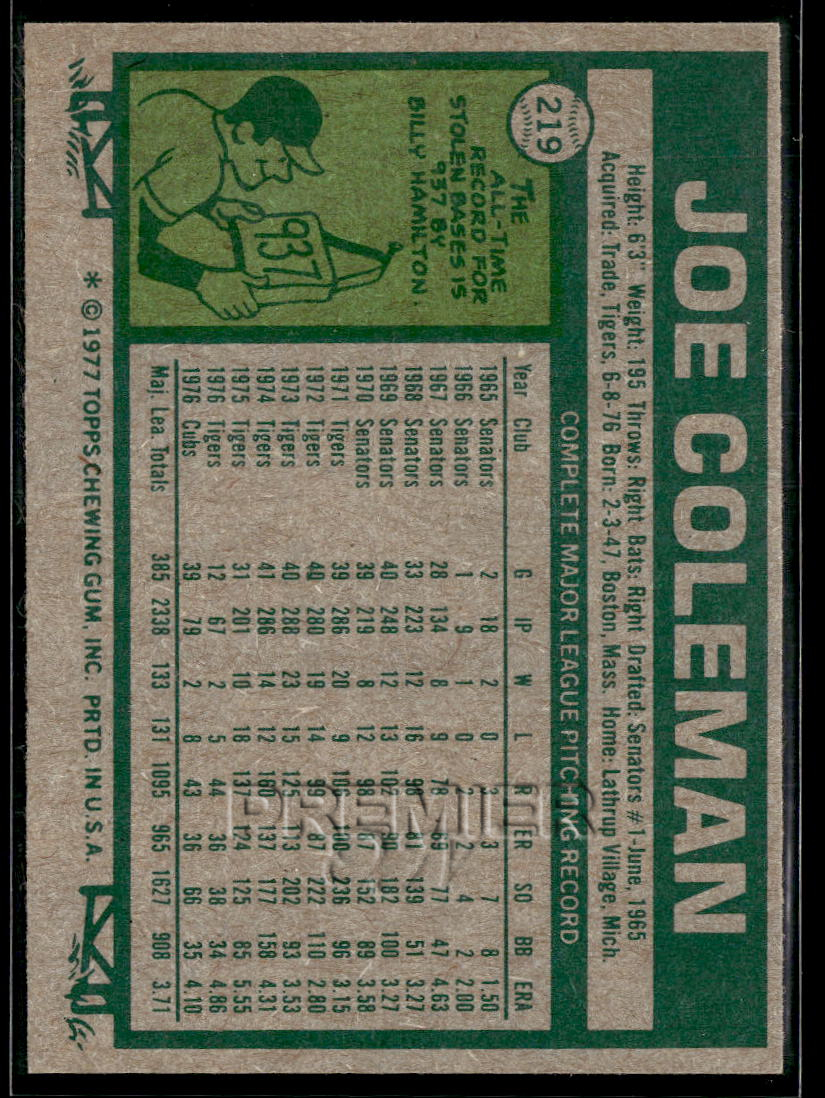 JOE COLEMAN
219
Height: 6'3" Weight: 195 Throws: Right Bats: Right Drafted: Senators #1-June, 1965
Acquired: Trade, Tigers, 6-8-76 Born: 2-3-47, Boston, Mass. Home: Lathrup Village, Mich.
THE
ALL-TIME
RECORD FOR
STOLEN BASES IS
937 BY
BILLY HAMILTON.
937
COMPLETE MAJOR LEAGUE PITCHING RECORD
Year Club G IP W L R ER SO BB ERA
1965 Senators 2 18 2 0 3 3 7 8 1.50
1966 Senators 1 9 1 0 2 2 4 2 2.00
1967 Senators 28 134 8 9 78 69 77 47 4.63
1968 Senators 33 223 12 16 98 81 139 51 3.27
1969 Senators 40 248 12 13 102 90 182 100 3.27
1970 Senators 39 219 8 12 98 87 152 89 3.58
1971 Tigers 39 286 20 9 106 100 236 96 3.15
1972 Tigers 40 280 19 14 99 87 222 110 2.80
1973 Tigers 40 288 23 15 125 113 202 93 3.53
1974 Tigers 41 286 14 12 160 137 177 158 4.31
1975 Tigers 31 201 10 18 137 124 125 85 5.55
1976 Tigers 12 67 2 5 44 36 38 34 4.86
1976 Cubs 39 79 2 8 43 36 66 35 4.10
Maj. Lea Totals 385 2338 133 131 1095 965 1627 908 3.71
* © 1977 TOPPS CHEWING GUM, INC. PRTD. IN U.S.A.
PREMIER